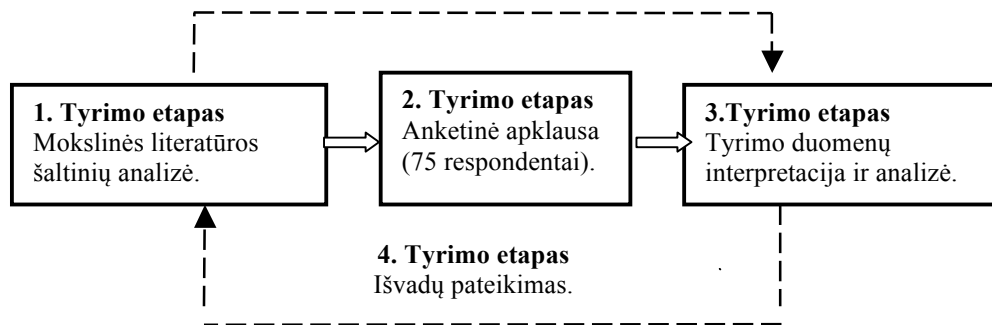 1. Tyrimo etapas
Mokslinės literatūros
šaltinių analizė.
2. Tyrimo etapas
Anketinė apklausa
(75 respondentai).
3.Tyrimo etapas
Tyrimo duomenų
interpretacija ir analizė.
4. Tyrimo etapas
Išvadų pateikimas.